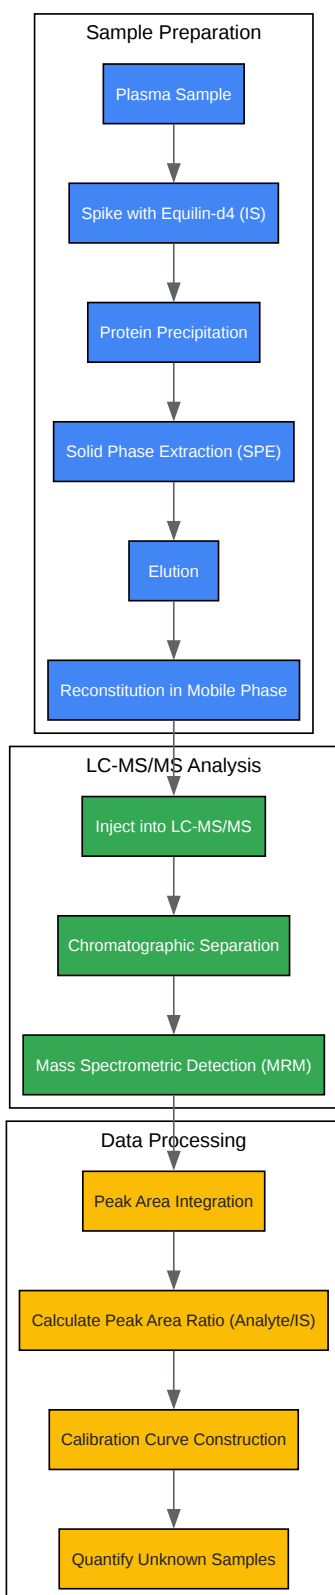 Sample Preparation
Plasma Sample
Spike with Equilin-d4 (IS)
Protein Precipitation
Solid Phase Extraction (SPE)
Elution
Reconstitution in Mobile Phase
LC-MS/MS Analysis
Inject into LC-MS/MS
Chromatographic Separation
Mass Spectrometric Detection (MRM)
Data Processing
Peak Area Integration
Calculate Peak Area Ratio (Analyte/IS)
Calibration Curve Construction
Quantify Unknown Samples